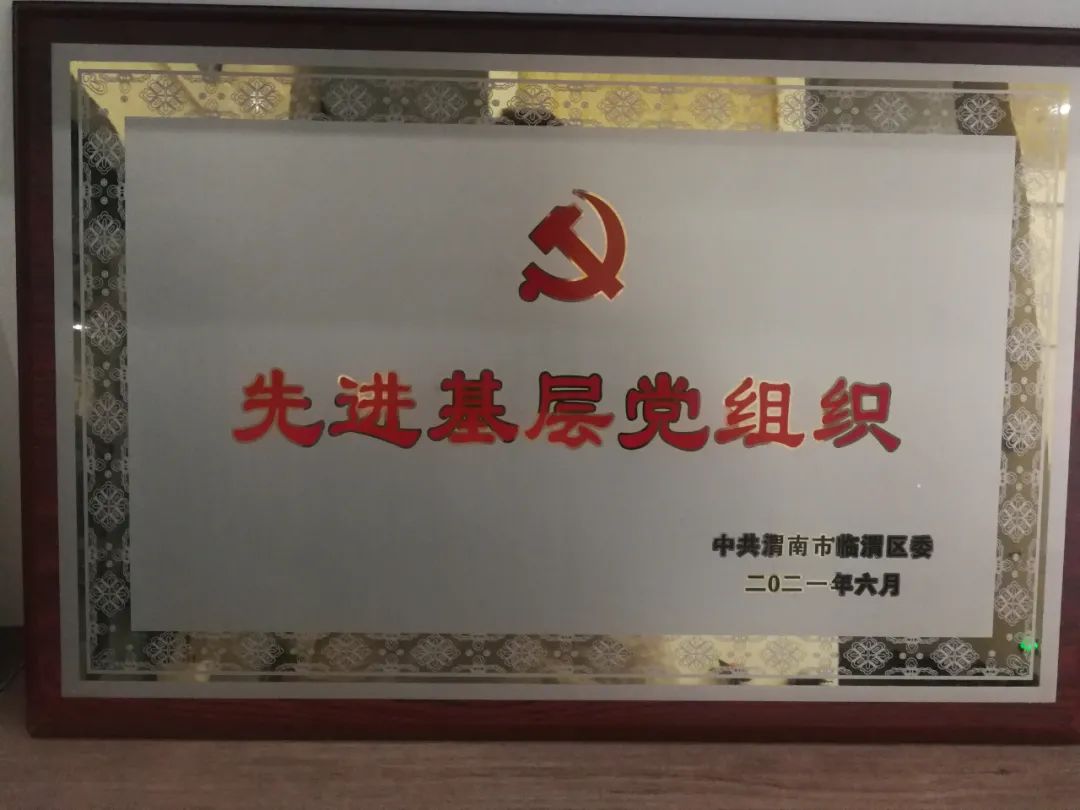 先进基层党组织
中共渭南市临渭区委
二0二一年六月